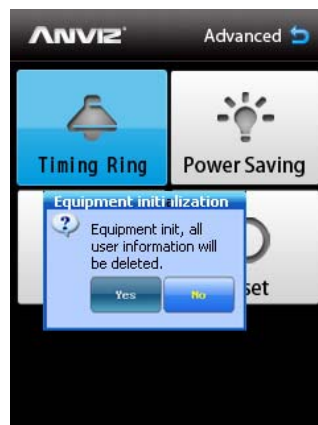 ANVIZ
Advanced
Timing Ring
Power Saving
Equipment initialization
Equipment init, all
user information will
be deleted.
Yes
No
set